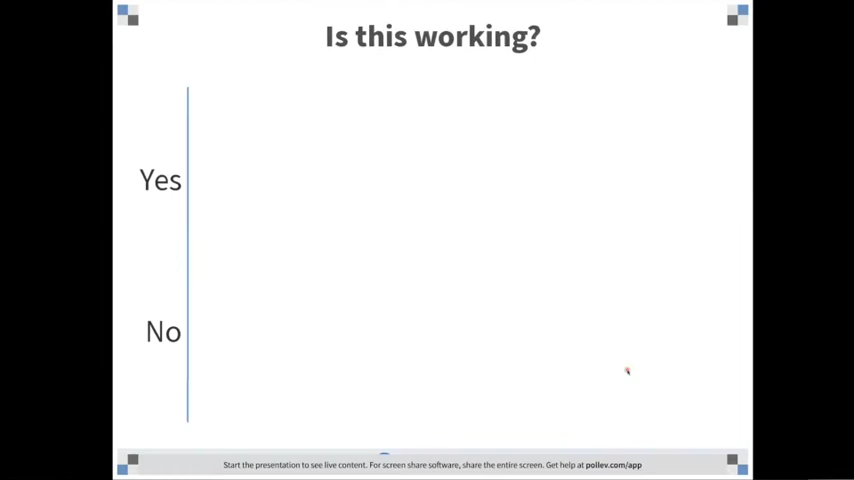 Is this working?
Yes
No
Start the presentation to see live content. For screen share software, share the entire screen. Get help at pollev.com/app